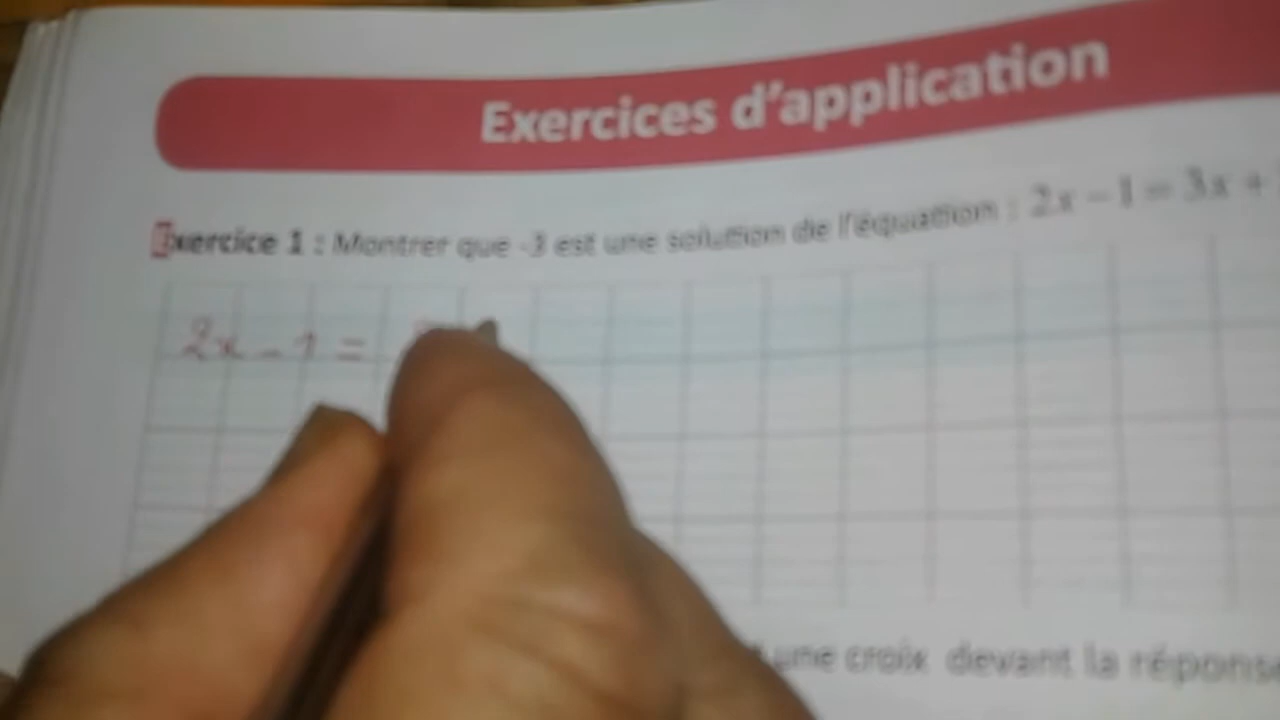 Exercices d'application
Exercice 1 : Montrer que -3 est une solution de l'équation : 2x − 1 = 3x +
2x - 1 =
une croix devant la réponse